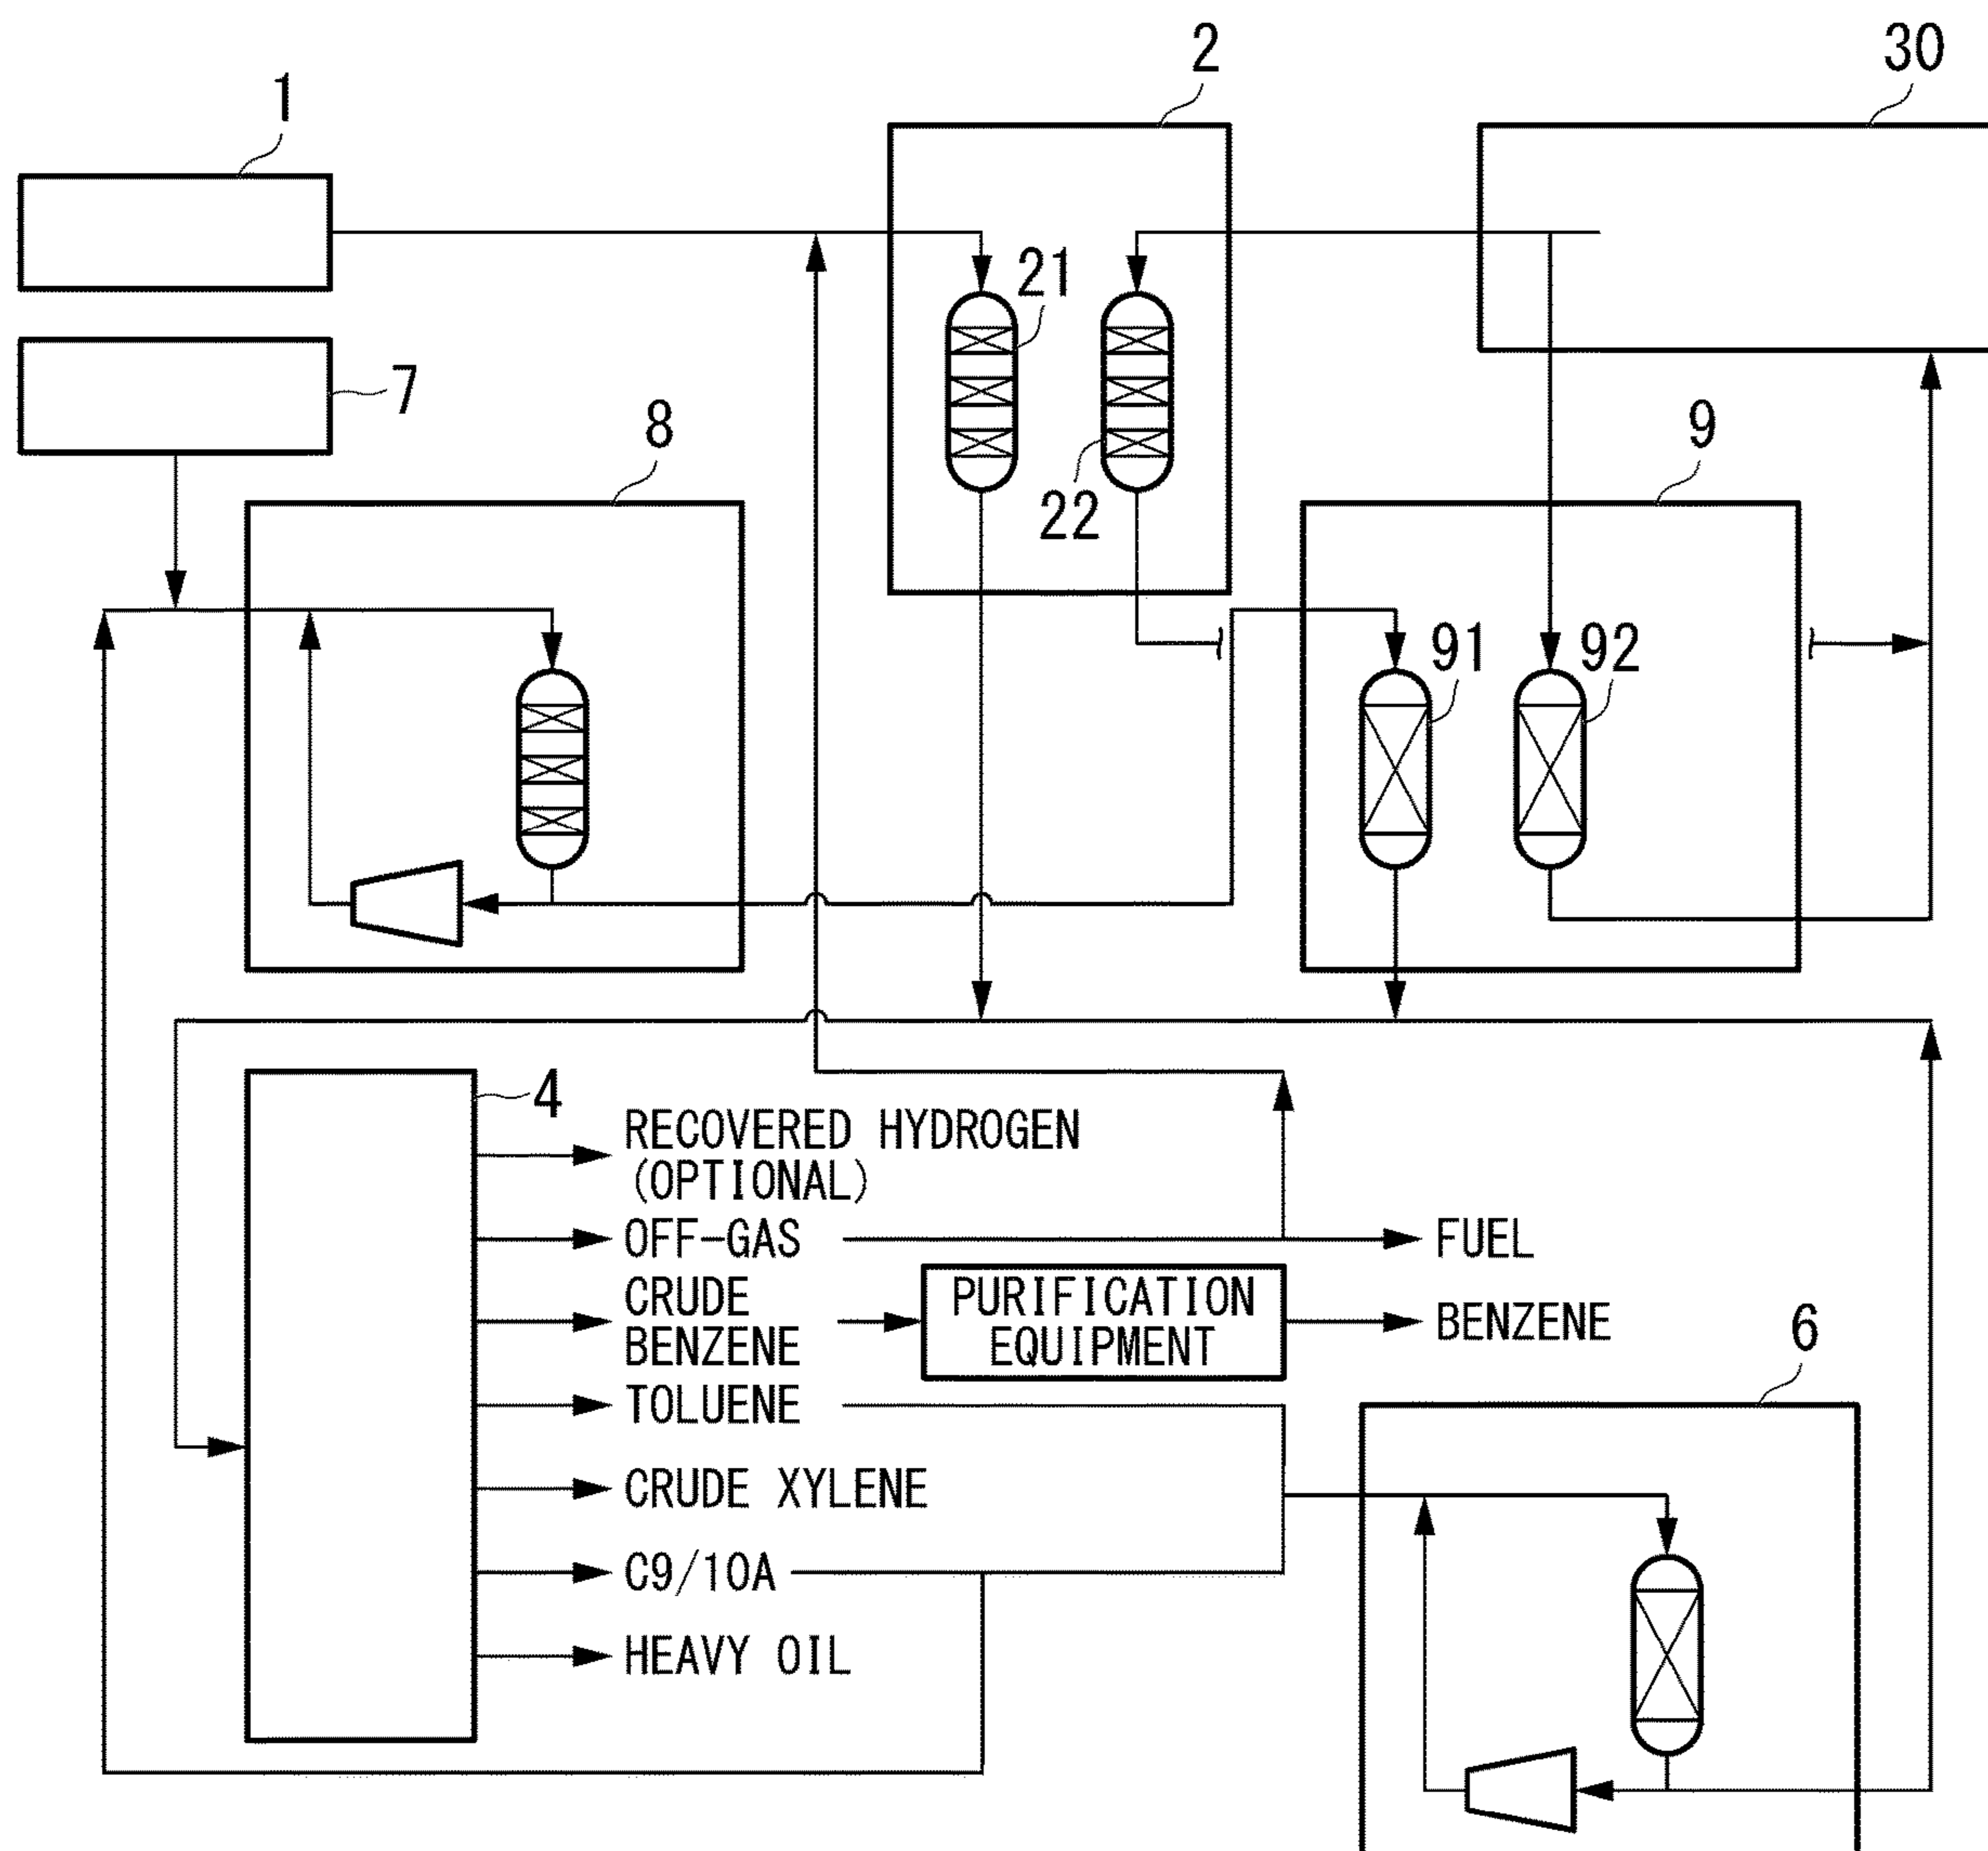 1
2
30
7
21
22
8
9
91
92
4
RECOVERED HYDROGEN
(OPTIONAL)
OFF-GAS
FUEL
CRUDE
BENZENE
PURIFICATION
EQUIPMENT
BENZENE
TOLUENE
6
CRUDE XYLENE
C9/10A
HEAVY OIL